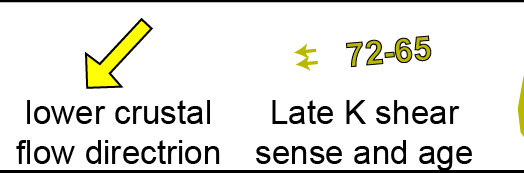 72-65
lower crustal
flow directrion
Late K shear
sense and age